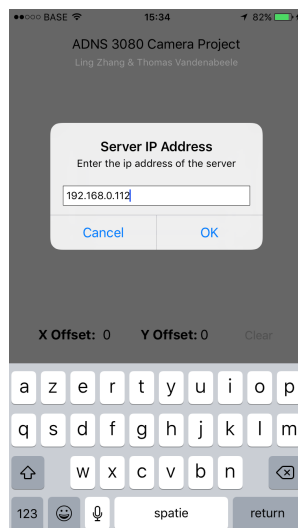 BASE 15:34 82%
ADNS 3080 Camera Project
Ling Zhang & Thomas Vandenabeele
Server IP Address
Enter the ip address of the server
192.168.0.112
Cancel OK
X Offset: 0 Y Offset: 0 Clear
a z e r t y u i o p
q s d f g h j k l m
w x c v b n
123 spatie return